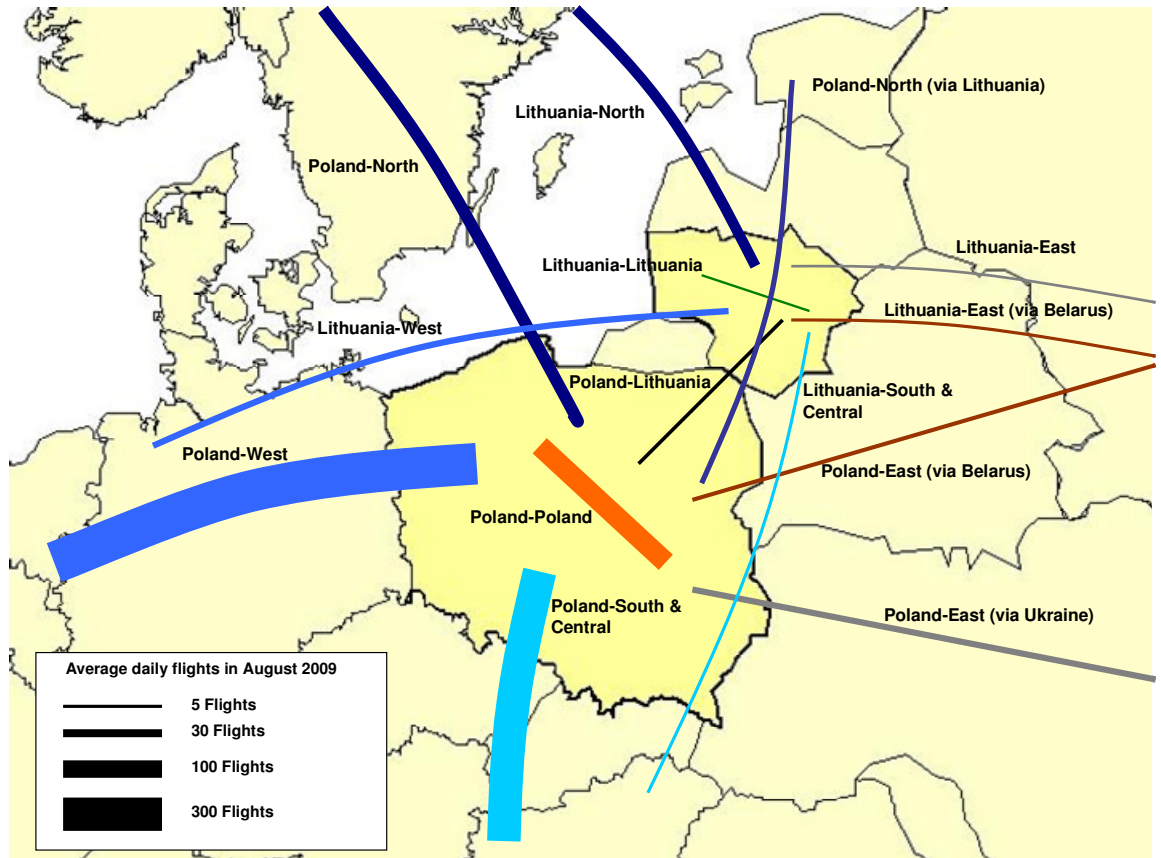 Poland-North (via Lithuania)
Lithuania-North
Poland-North
Lithuania-East
Lithuania-Lithuania
Lithuania-East (via Belarus)
Lithuania-West
Poland-Lithuania
Lithuania-South &
Central
Poland-West
Poland-East (via Belarus)
Poland-Poland
Poland-South &
Central
Poland-East (via Ukraine)
Average daily flights in August 2009
5 Flights
30 Flights
100 Flights
300 Flights